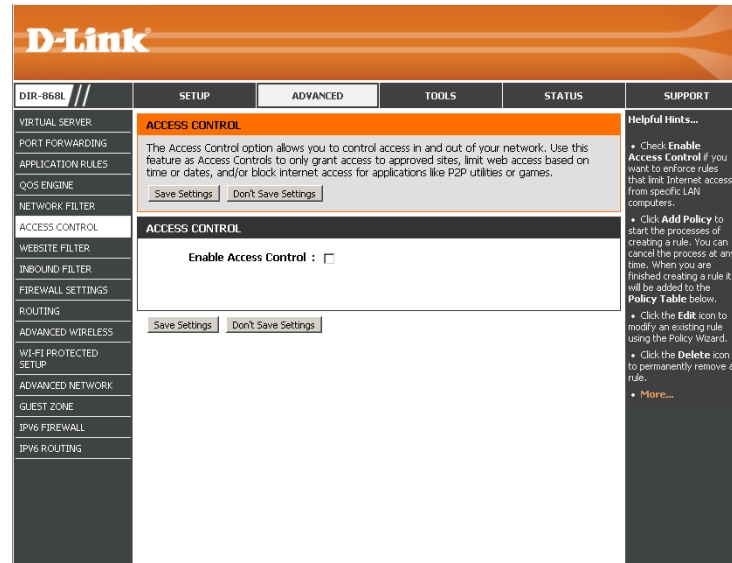 D-Link
DIR-868L
SETUP
ADVANCED
TOOLS
STATUS
SUPPORT
VIRTUAL SERVER
PORT FORWARDING
APPLICATION RULES
QOS ENGINE
NETWORK FILTER
ACCESS CONTROL
WEBSITE FILTER
INBOUND FILTER
FIREWALL SETTINGS
ROUTING
ADVANCED WIRELESS
WI-FI PROTECTED
SETUP
ADVANCED NETWORK
GUEST ZONE
IPV6 FIREWALL
IPV6 ROUTING
ACCESS CONTROL
The Access Control option allows you to control access in and out of your network. Use this
feature as Access Controls to only grant access to approved sites, limit web access based on
time or dates, and/or block internet access for applications like P2P utilities or games.
Save Settings Don't Save Settings
ACCESS CONTROL
Enable Access Control :
Save Settings Don't Save Settings
Helpful Hints...
• Check Enable
Access Control if you
want to enforce rules
that limit Internet access
from specific LAN
computers.
• Click Add Policy to
start the processes of
creating a rule. You can
cancel the process at any
time. When you are
finished creating a rule it
will be added to the
Policy Table below.
• Click the Edit icon to
modify an existing rule
using the Policy Wizard.
• Click the Delete icon
to permanently remove a
rule.
• More...